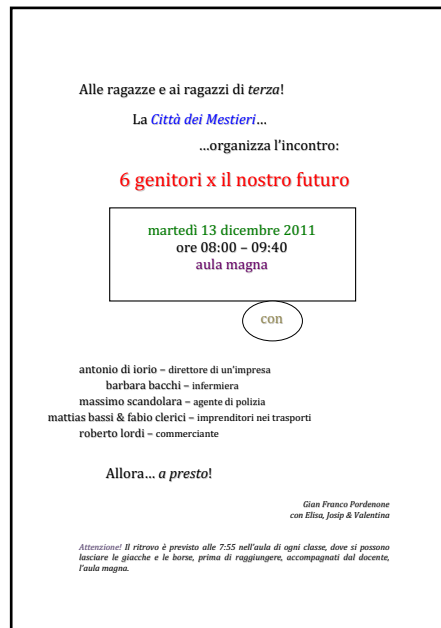 Alle ragazze e ai ragazzi di terza!
La Città dei Mestieri…
…organizza l'incontro:
6 genitori x il nostro futuro
martedì 13 dicembre 2011
ore 08:00 – 09:40
aula magna
con
antonio di iorio – direttore di un'impresa
barbara bacchi – infermiera
massimo scandolara – agente di polizia
mattias bassi & fabio clerici – imprenditori nei trasporti
roberto lordi – commerciante
Allora… a presto!
Gian Franco Pordenone
con Elisa, Josip & Valentina
Attenzione! Il ritrovo è previsto alle 7:55 nell'aula di ogni classe, dove si possono
lasciare le giacche e le borse, prima di raggiungere, accompagnati dal docente,
l'aula magna.